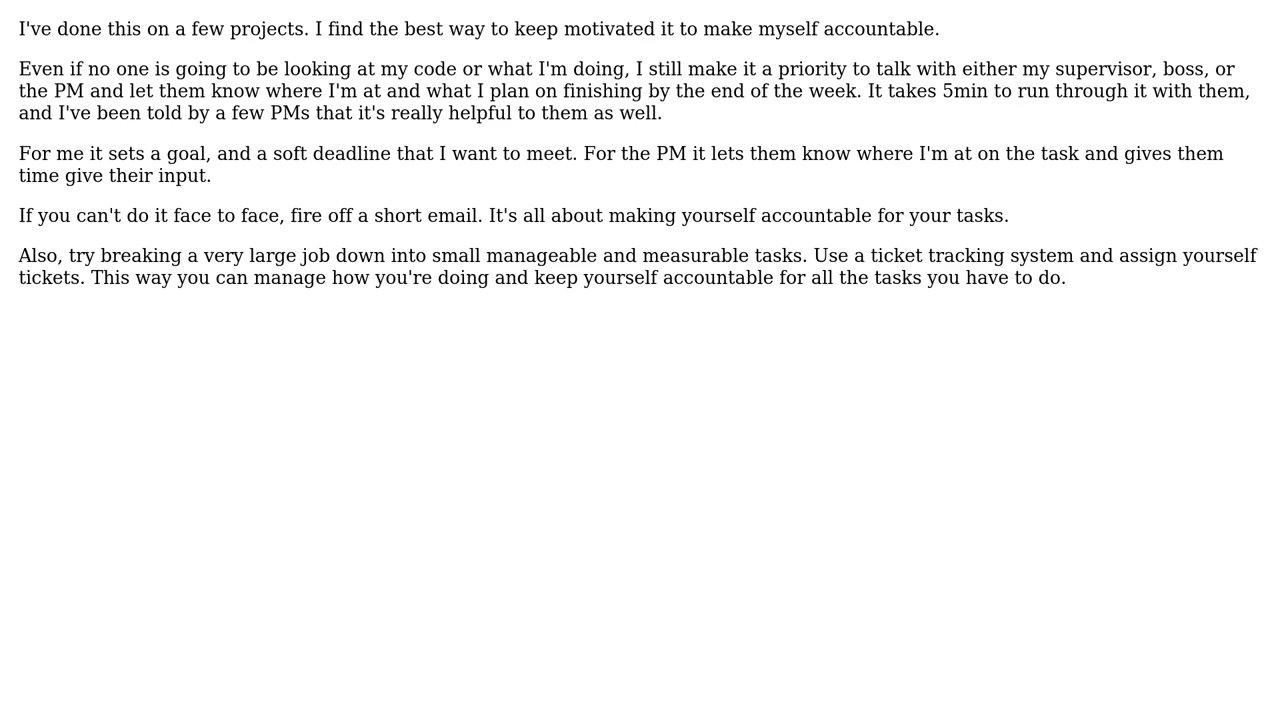 I've done this on a few projects. I find the best way to keep motivated it to make myself accountable.
Even if no one is going to be looking at my code or what I'm doing, I still make it a priority to talk with either my supervisor, boss, or
the PM and let them know where I'm at and what I plan on finishing by the end of the week. It takes 5min to run through it with them,
and I've been told by a few PMs that it's really helpful to them as well.
For me it sets a goal, and a soft deadline that I want to meet. For the PM it lets them know where I'm at on the task and gives them
time give their input.
If you can't do it face to face, fire off a short email. It's all about making yourself accountable for your tasks.
Also, try breaking a very large job down into small manageable and measurable tasks. Use a ticket tracking system and assign yourself
tickets. This way you can manage how you're doing and keep yourself accountable for all the tasks you have to do.